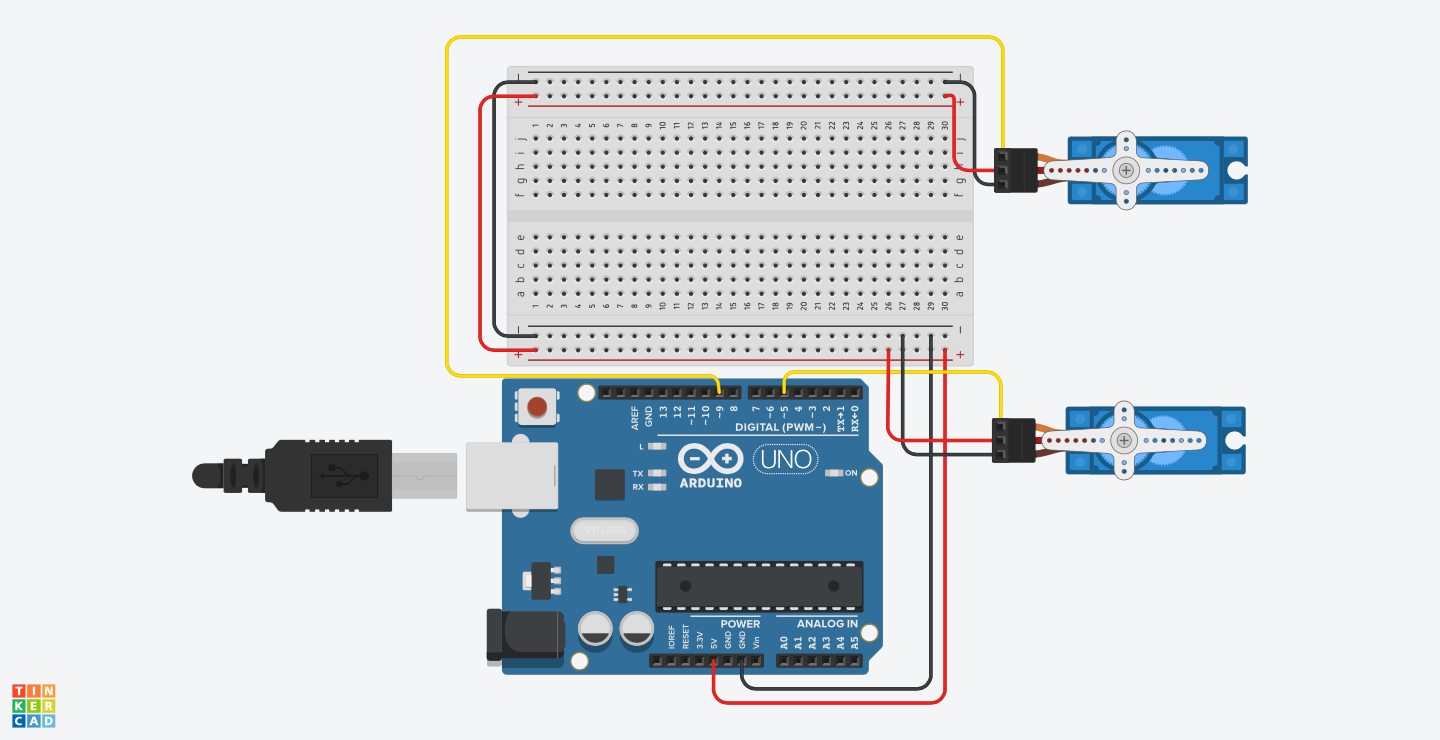 - -
+ +
1 2 3 4 5 6 7 8 9 10 11 12 13 14 15 16 17 18 19 20 21 22 23 24 25 26 27 28 29 30
j j
i i
h h
g g
f f
e e
d d
c c
b b
a a
1 2 3 4 5 6 7 8 9 10 11 12 13 14 15 16 17 18 19 20 21 22 23 24 25 26 27 28 29 30
- -
+ +
AREF GND 13 12 ~11 ~10 ~9 8 7 ~6 ~5 4 ~3 2 TX→1 RX←0
DIGITAL (PWM~)
L
TX
RX
ARDUINO
UNO
ON
POWER
ANALOG IN
IOREF RESET 3.3V 5V GND GND Vin A0 A1 A2 A3 A4 A5
TIN
KER
CAD